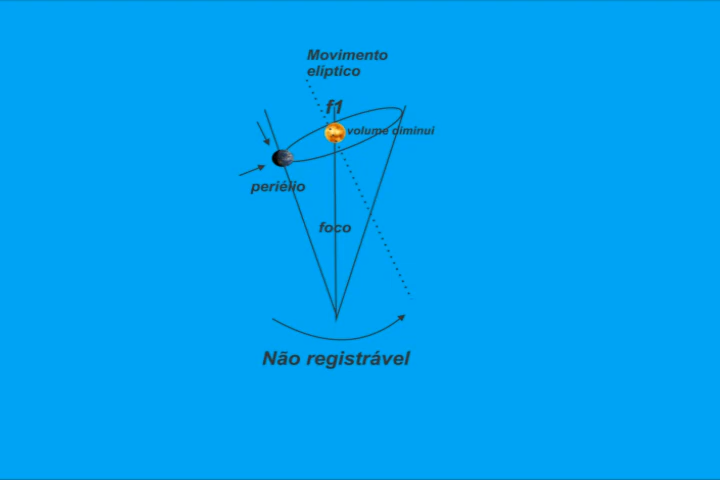 Movimento
elíptico
f1
volume diminui
periélio
foco
Não registrável